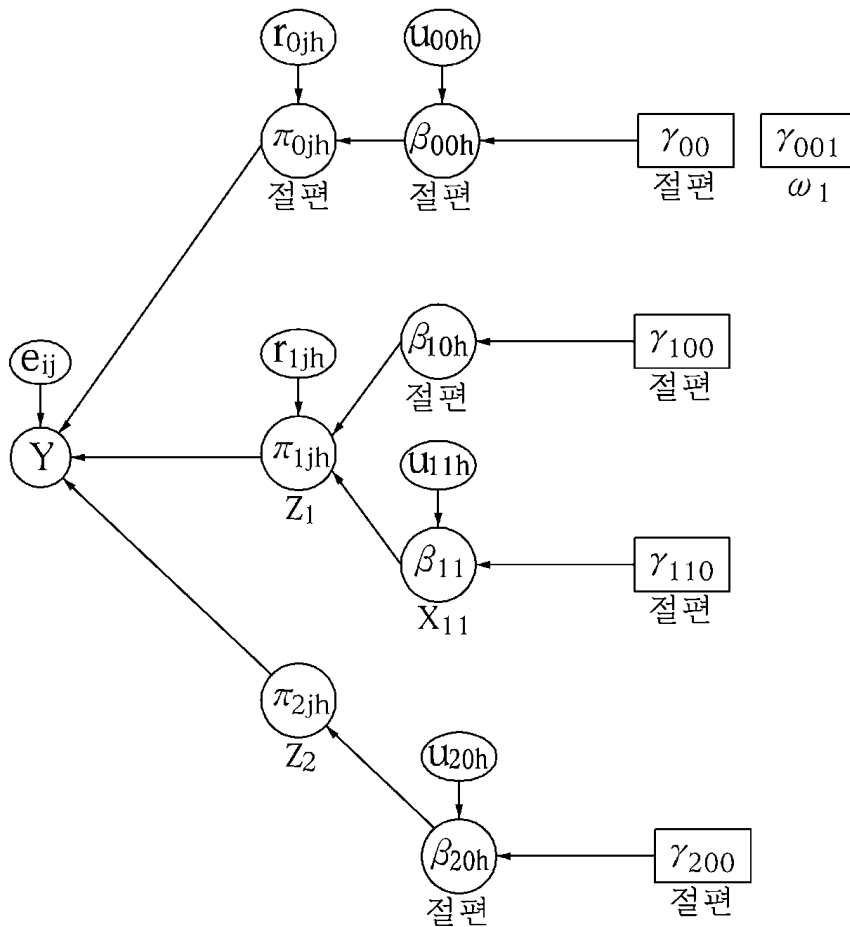 r0jh u00h
π0jh β00h γ00 γ001
절편 절편 절편 ω1
β10h γ100
eij r1jh
절편 절편
Y π1jh u11h
Z1
β11 γ110
X11 절편
π2jh
Z2 u20h
β20h γ200
절편 절편